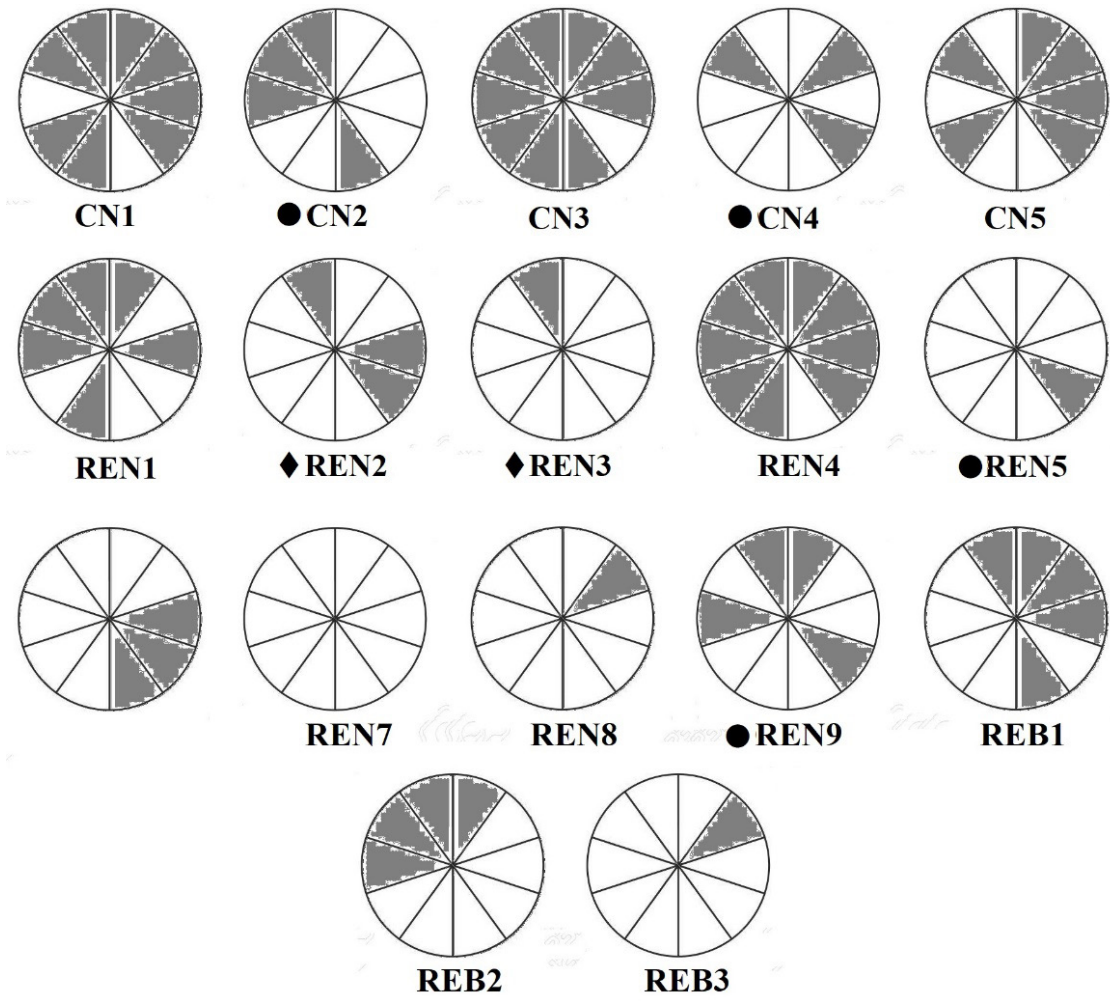 CN1 ●CN2 CN3 ●CN4 CN5
REN1 ♦REN2 ♦REN3 REN4 ●REN5
REN7 REN8 ●REN9 REB1
REB2 REB3